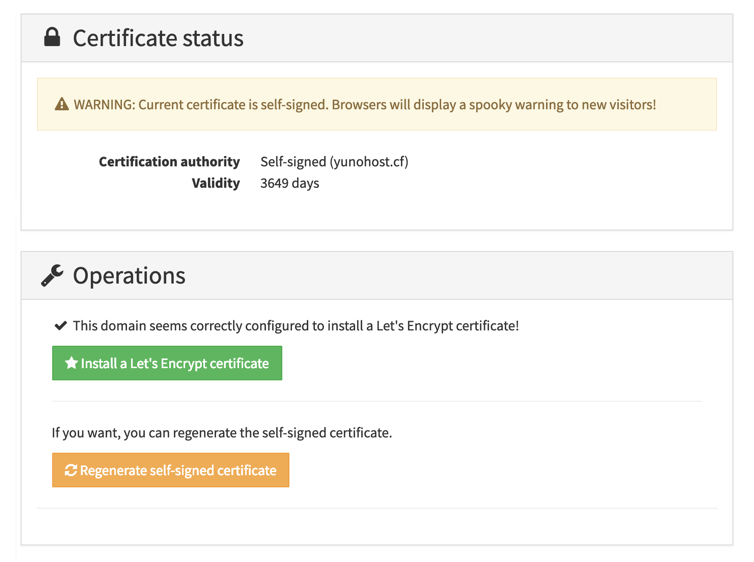 Certificate status
WARNING: Current certificate is self-signed. Browsers will display a spooky warning to new visitors!
Certification authority Self-signed (yunohost.cf)
Validity 3649 days
Operations
This domain seems correctly configured to install a Let's Encrypt certificate!
Install a Let's Encrypt certificate
If you want, you can regenerate the self-signed certificate.
Regenerate self-signed certificate